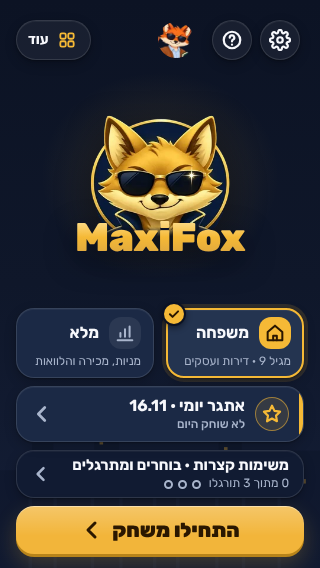 עוד
MaxiFox
משפחה
מגיל 9 • דירות ועסקים
מלא
מניות, מכירה והלוואות
אתגר יומי • 16.11
לא שוחק היום
משימות קצרות • בוחרים ומתרגלים
0 מתוך 3 תורגלו
התחילו משחק